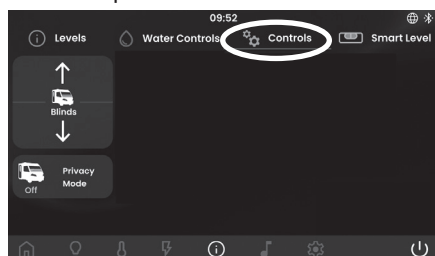 09:52
Levels
Water Controls
Controls
Smart Level
Blinds
Privacy
Mode
Off